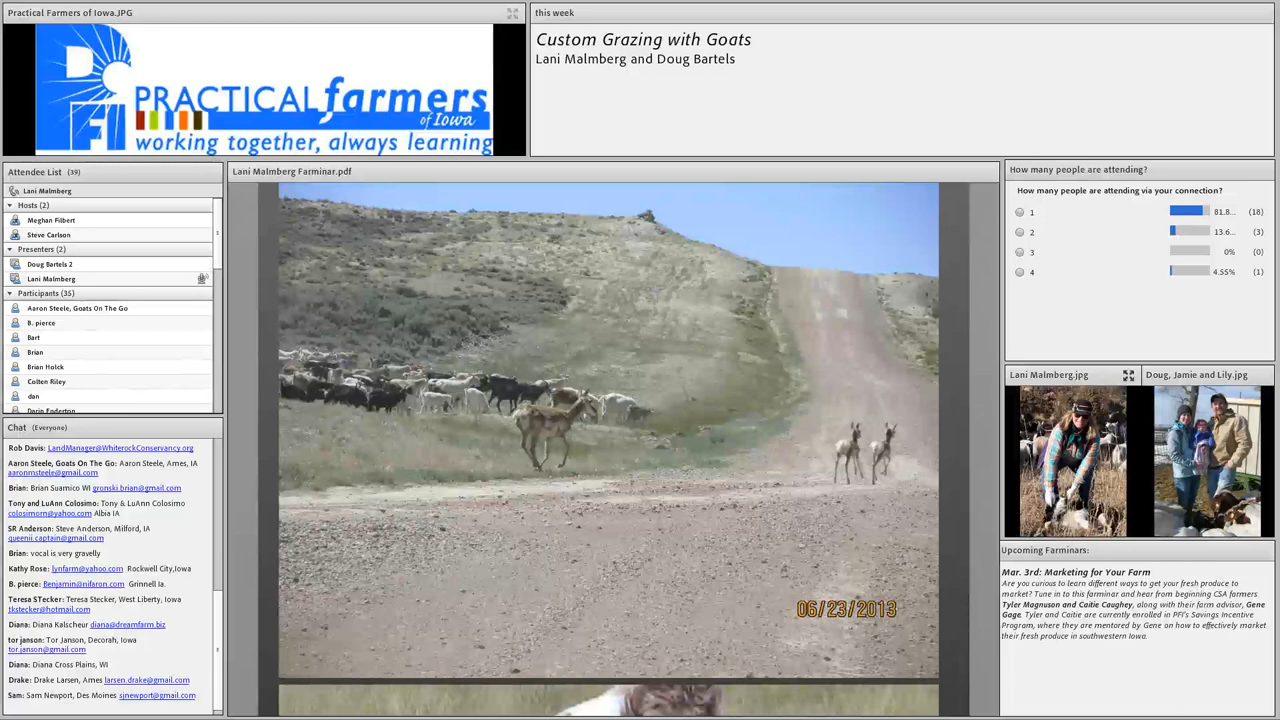 Practical Farmers of Iowa.JPG
PFI
PRACTICAL farmers
of Iowa
working together, always learning
this week
Custom Grazing with Goats
Lani Malmberg and Doug Bartels
Attendee List (39)
Lani Malmberg
Hosts (2)
Meghan Filbert
Steve Carlson
Presenters (2)
Doug Bartels 2
Lani Malmberg
Participants (35)
Aaron Steele, Goats On The Go
B. pierce
Bart
Brian
Brian Holck
Colten Riley
dan
Darin Enderton
Chat (Everyone)
Rob Davis: LandManager@WhiterockConservancy.org
Aaron Steele, Goats On The Go: Aaron Steele, Ames, IA
aaronmsteele@gmail.com
Brian: Brian Suamico WI gronski.brian@gmail.com
Tony and LuAnn Colosimo: Tony & LuAnn Colosimo
colosimorn@yahoo.com Albia IA
SR Anderson: Steve Anderson, Milford, IA
queenii.captain@gmail.com
Brian: vocal is very gravelly
Kathy Rose: lynfarm@yahoo.com Rockwell City,Iowa
B. pierce: Benjamin@nifaron.com Grinnell Ia.
Teresa STecker: Teresa Stecker, West Liberty, Iowa
tkstecker@hotmail.com
Diana: Diana Kalscheur diana@dreamfarm.biz
tor janson: Tor Janson, Decorah, Iowa
tor.janson@gmail.com
Diana: Diana Cross Plains, WI
Drake: Drake Larsen, Ames larsen.drake@gmail.com
Sam: Sam Newport, Des Moines sjnewport@gmail.com
Lani Malmberg Farminar.pdf
06/23/2013
How many people are attending?
How many people are attending via your connection?
1 81.8... (18)
2 13.6... (3)
3 0% (0)
4 4.55% (1)
Lani Malmberg.jpg
Doug, Jamie and Lily.jpg
Upcoming Farminars:
Mar. 3rd: Marketing for Your Farm
Are you curious to learn different ways to get your fresh produce to
market? Tune in to this farminar and hear from beginning CSA farmers
Tyler Magnuson and Caitie Caughey, along with their farm advisor, Gene
Gage. Tyler and Caitie are currently enrolled in PFI's Savings Incentive
Program, where they are mentored by Gene on how to effectively market
their fresh produce in southwestern Iowa.